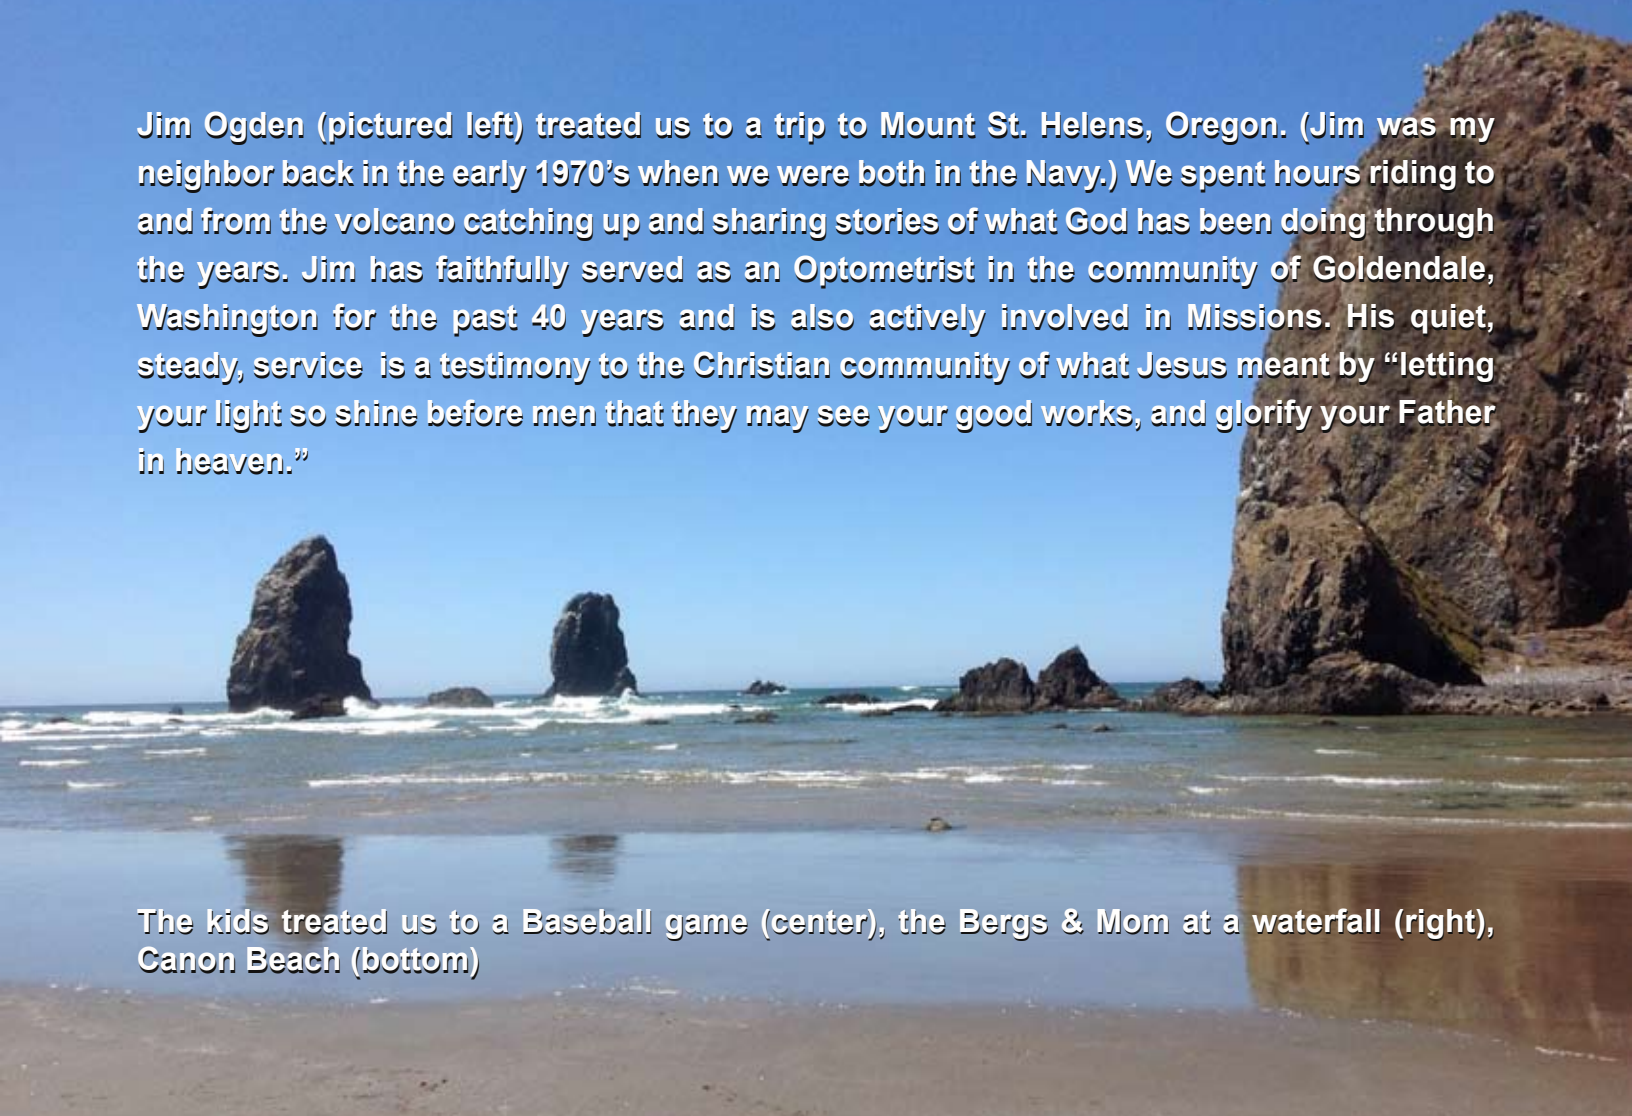 Jim Ogden (pictured left) treated us to a trip to Mount St. Helens, Oregon. (Jim was my
neighbor back in the early 1970’s when we were both in the Navy.) We spent hours riding to
and from the volcano catching up and sharing stories of what God has been doing through
the years. Jim has faithfully served as an Optometrist in the community of Goldendale,
Washington for the past 40 years and is also actively involved in Missions. His quiet,
steady, service  is a testimony to the Christian community of what Jesus meant by “letting
your light so shine before men that they may see your good works, and glorify your Father
in heaven.”
The kids treated us to a Baseball game (center), the Bergs & Mom at a waterfall (right),
Canon Beach (bottom)